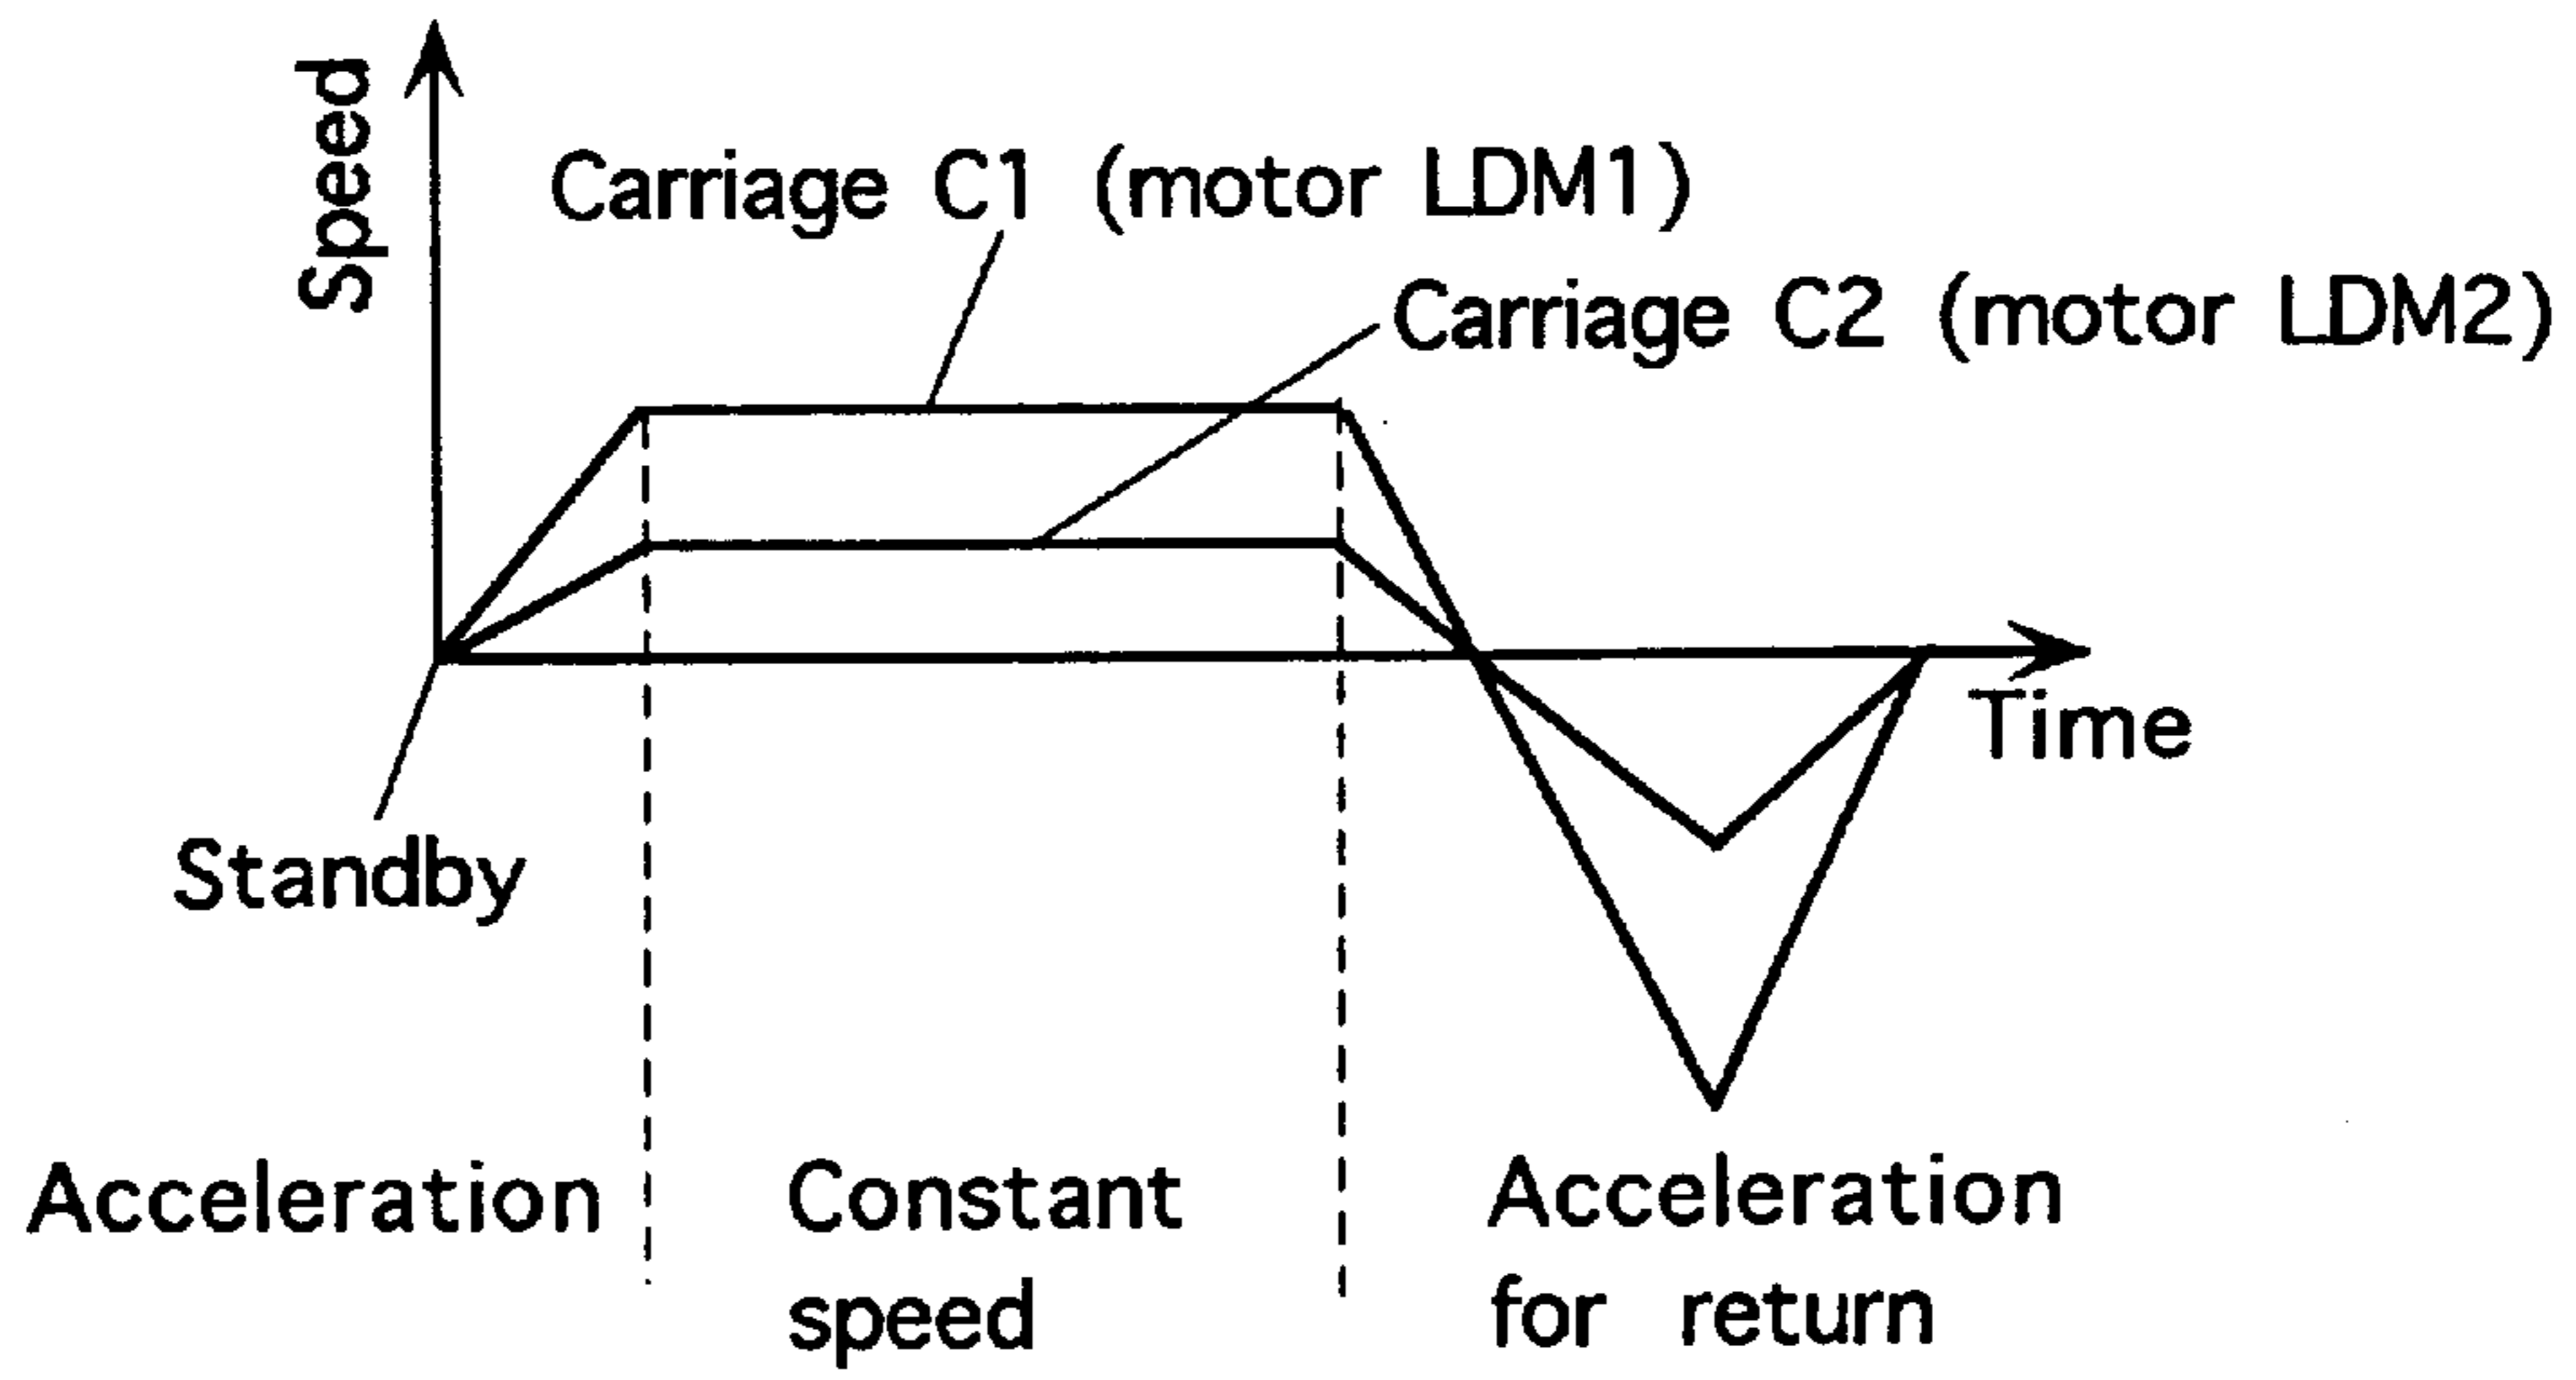 Speed
Carriage C1 (motor LDM1)
Carriage C2 (motor LDM2)
Time
Standby
Acceleration
Constant
speed
Acceleration
for return